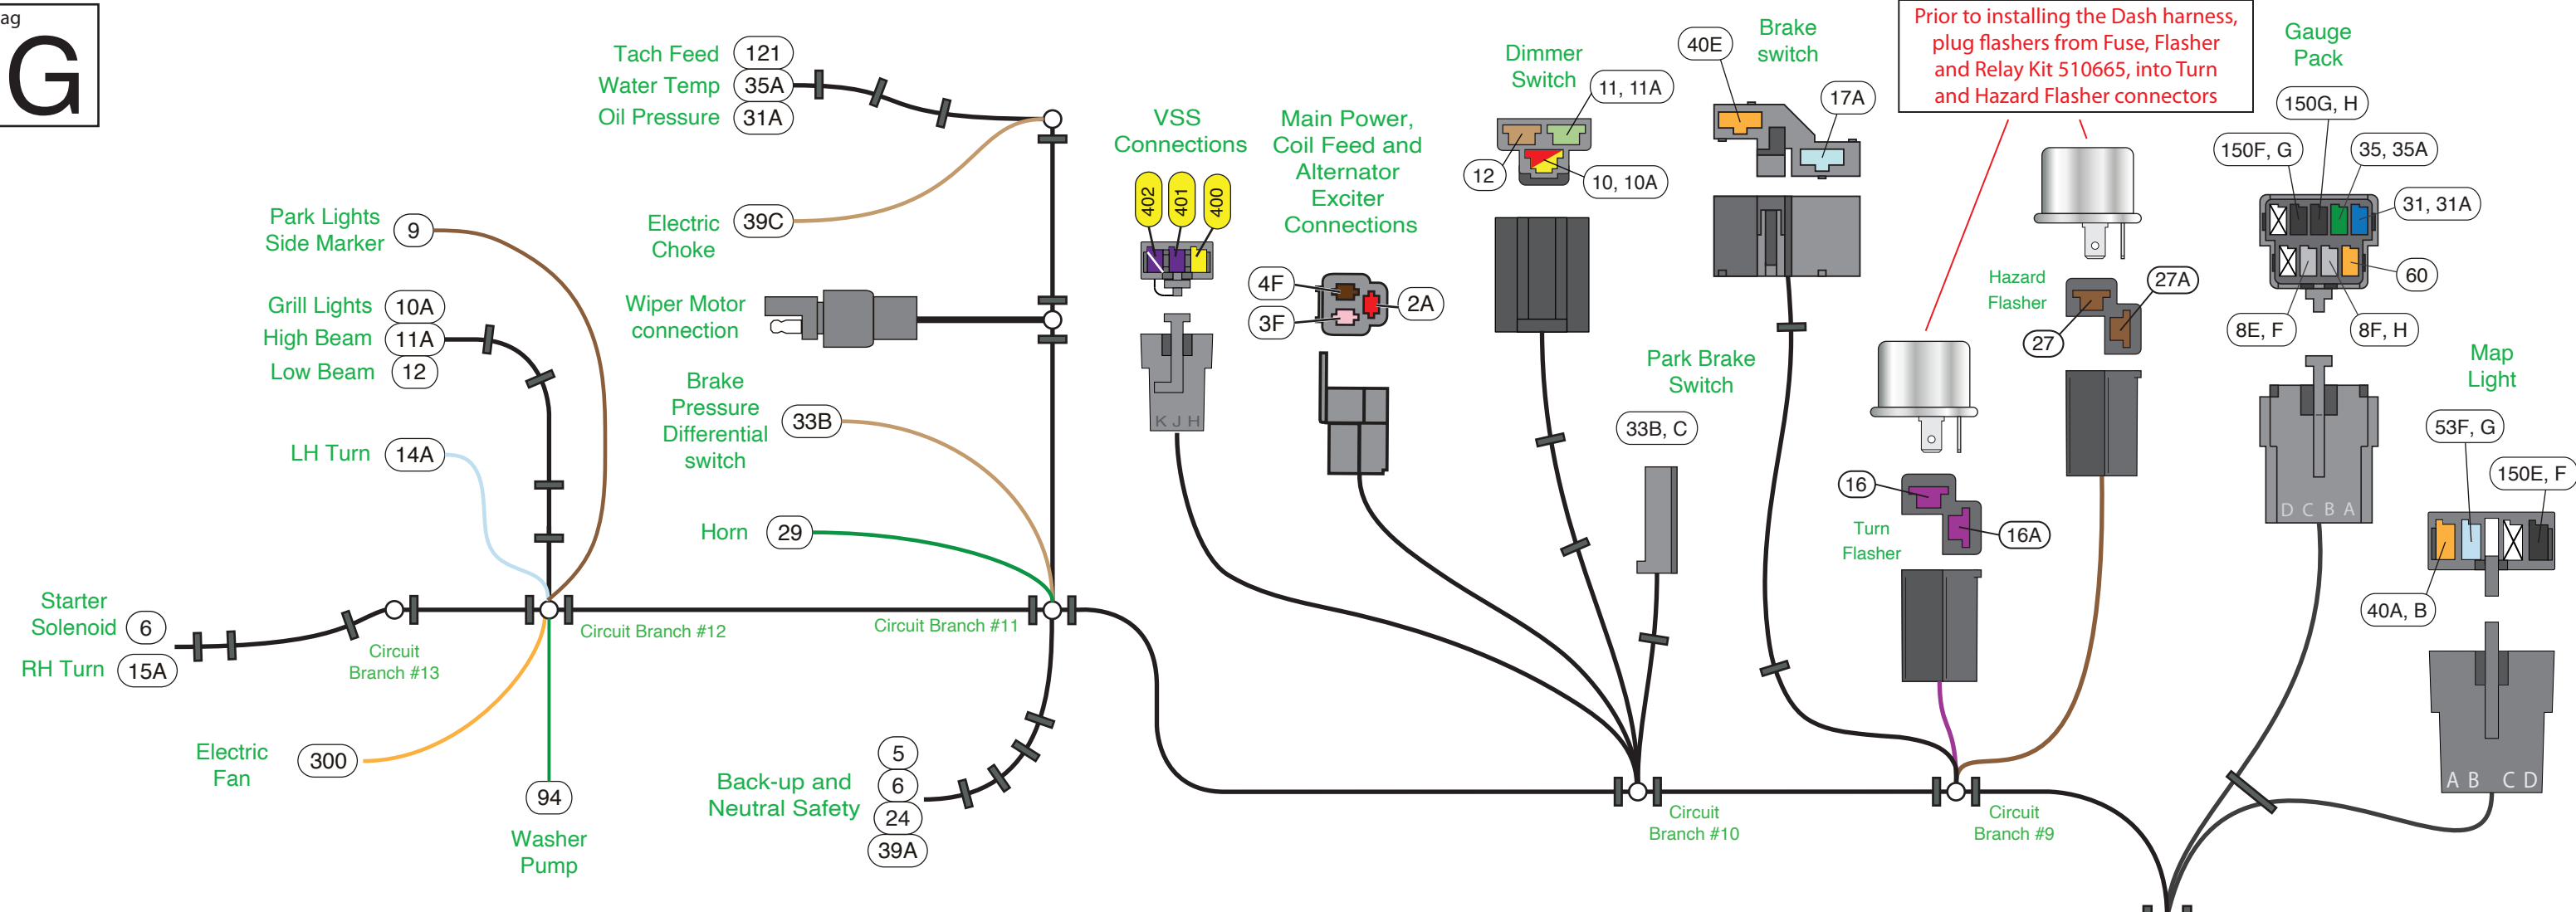 ag
G
Tach Feed 121
Water Temp 35A
Oil Pressure 31A
Electric
Choke
39C
Wiper Motor
connection
Brake
Pressure
Differential
switch
33B
Horn 29
Park Lights
Side Marker
9
Grill Lights 10A
High Beam 11A
Low Beam 12
LH Turn 14A
Starter
Solenoid
6
RH Turn 15A
Circuit
Branch #13
Circuit Branch #12
Circuit Branch #11
Electric
Fan
300
94
Washer
Pump
Back-up and
Neutral Safety
5
6
24
39A
VSS
Connections
402 401 400
K J H
Main Power,
Coil Feed and
Alternator
Exciter
Connections
4F
3F
2A
Dimmer
Switch
11, 11A
12
10, 10A
Park Brake
Switch
33B, C
Brake
switch
40E
17A
Prior to installing the Dash harness,
plug flashers from Fuse, Flasher
and Relay Kit 510665, into Turn
and Hazard Flasher connectors
16
Turn
Flasher
16A
Hazard
Flasher
27A
27
Circuit
Branch #10
Circuit
Branch #9
Gauge
Pack
150G, H
150F, G
35, 35A
31, 31A
60
8E, F
8F, H
D C B A
Map
Light
53F, G
150E, F
40A, B
A B C D